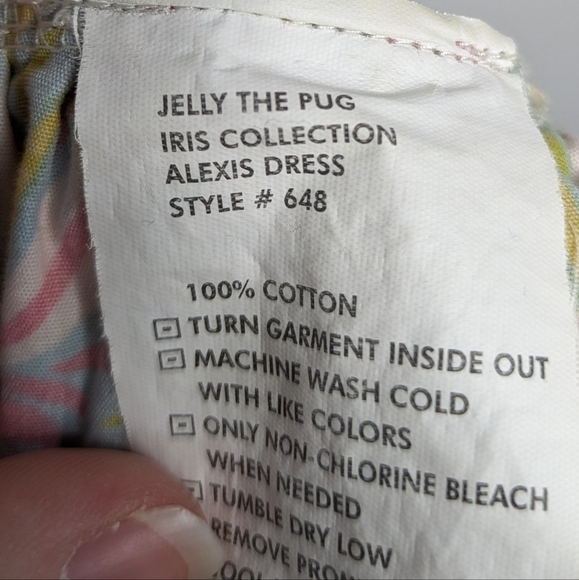 JELLY THE PUG
IRIS COLLECTION
ALEXIS DRESS
STYLE # 648
100% COTTON
TURN GARMENT INSIDE OUT
MACHINE WASH COLD
WITH LIKE COLORS
ONLY NON-CHLORINE BLEACH
WHEN NEEDED
TUMBLE DRY LOW
REMOVE